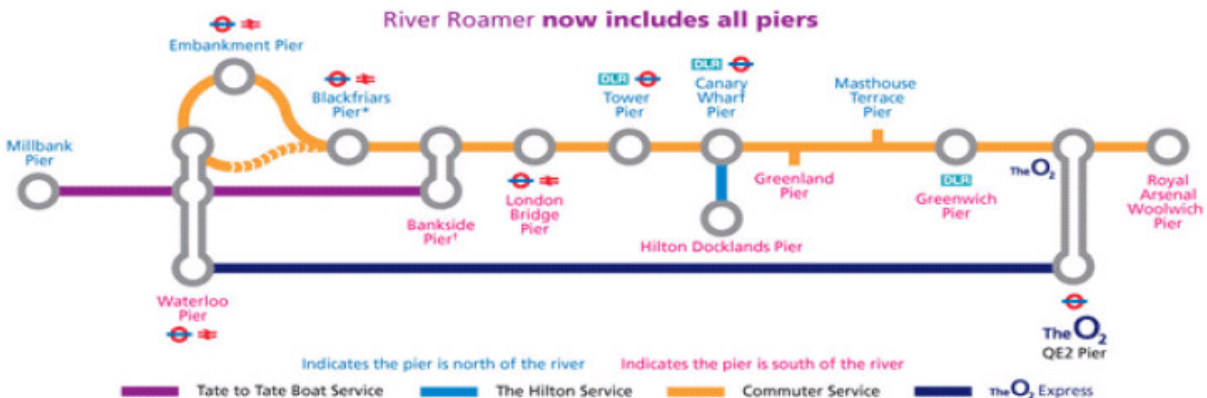 River Roamer now includes all piers
Embankment Pier
Blackfriars
Pier*
DLR
Tower
Pier
DLR
Canary
Wharf
Pier
Masthouse
Terrace
Pier
Millbank
Pier
Bankside
Pier†
London
Bridge
Pier
Hilton Docklands Pier
Greenland
Pier
DLR
Greenwich
Pier
The O2
Royal
Arsenal
Woolwich
Pier
Waterloo
Pier
The O2
QE2 Pier
Indicates the pier is north of the river
Indicates the pier is south of the river
Tate to Tate Boat Service
The Hilton Service
Commuter Service
The O2 Express